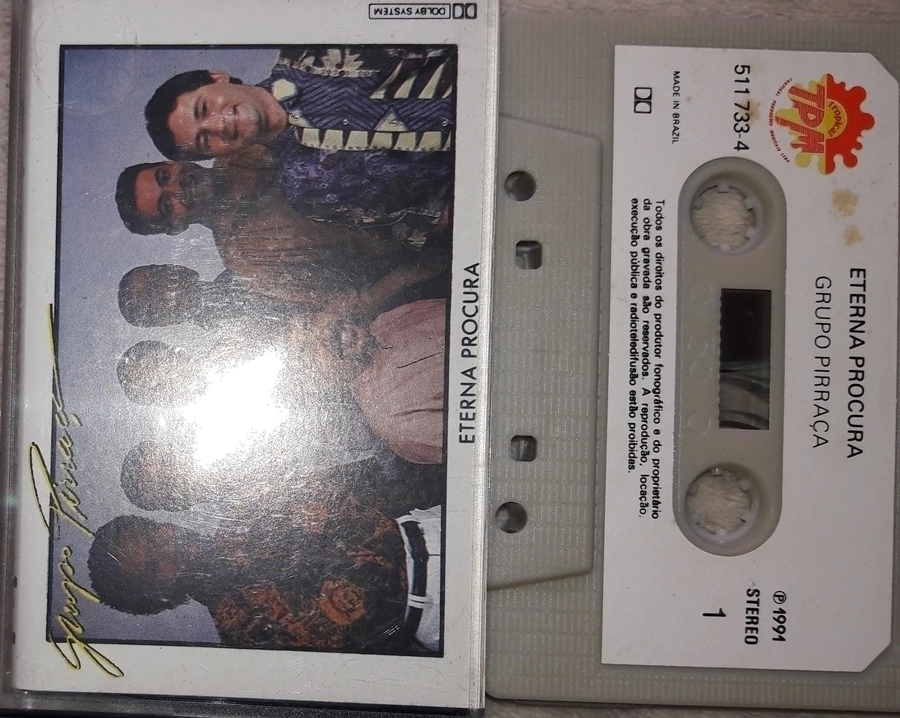 DOLBY SYSTEM
Grupo Pirraça
ETERNA PROCURA
tropical
TPM
511 733-4
MADE IN BRAZIL
ETERNA PROCURA
GRUPO PIRRAÇA
Todos os direitos do produtor fonográfico e do proprietário
da obra gravada são reservados. A reprodução, locação,
execução pública e radioteledifusão estão proibidas.
℗ 1991
STEREO
1